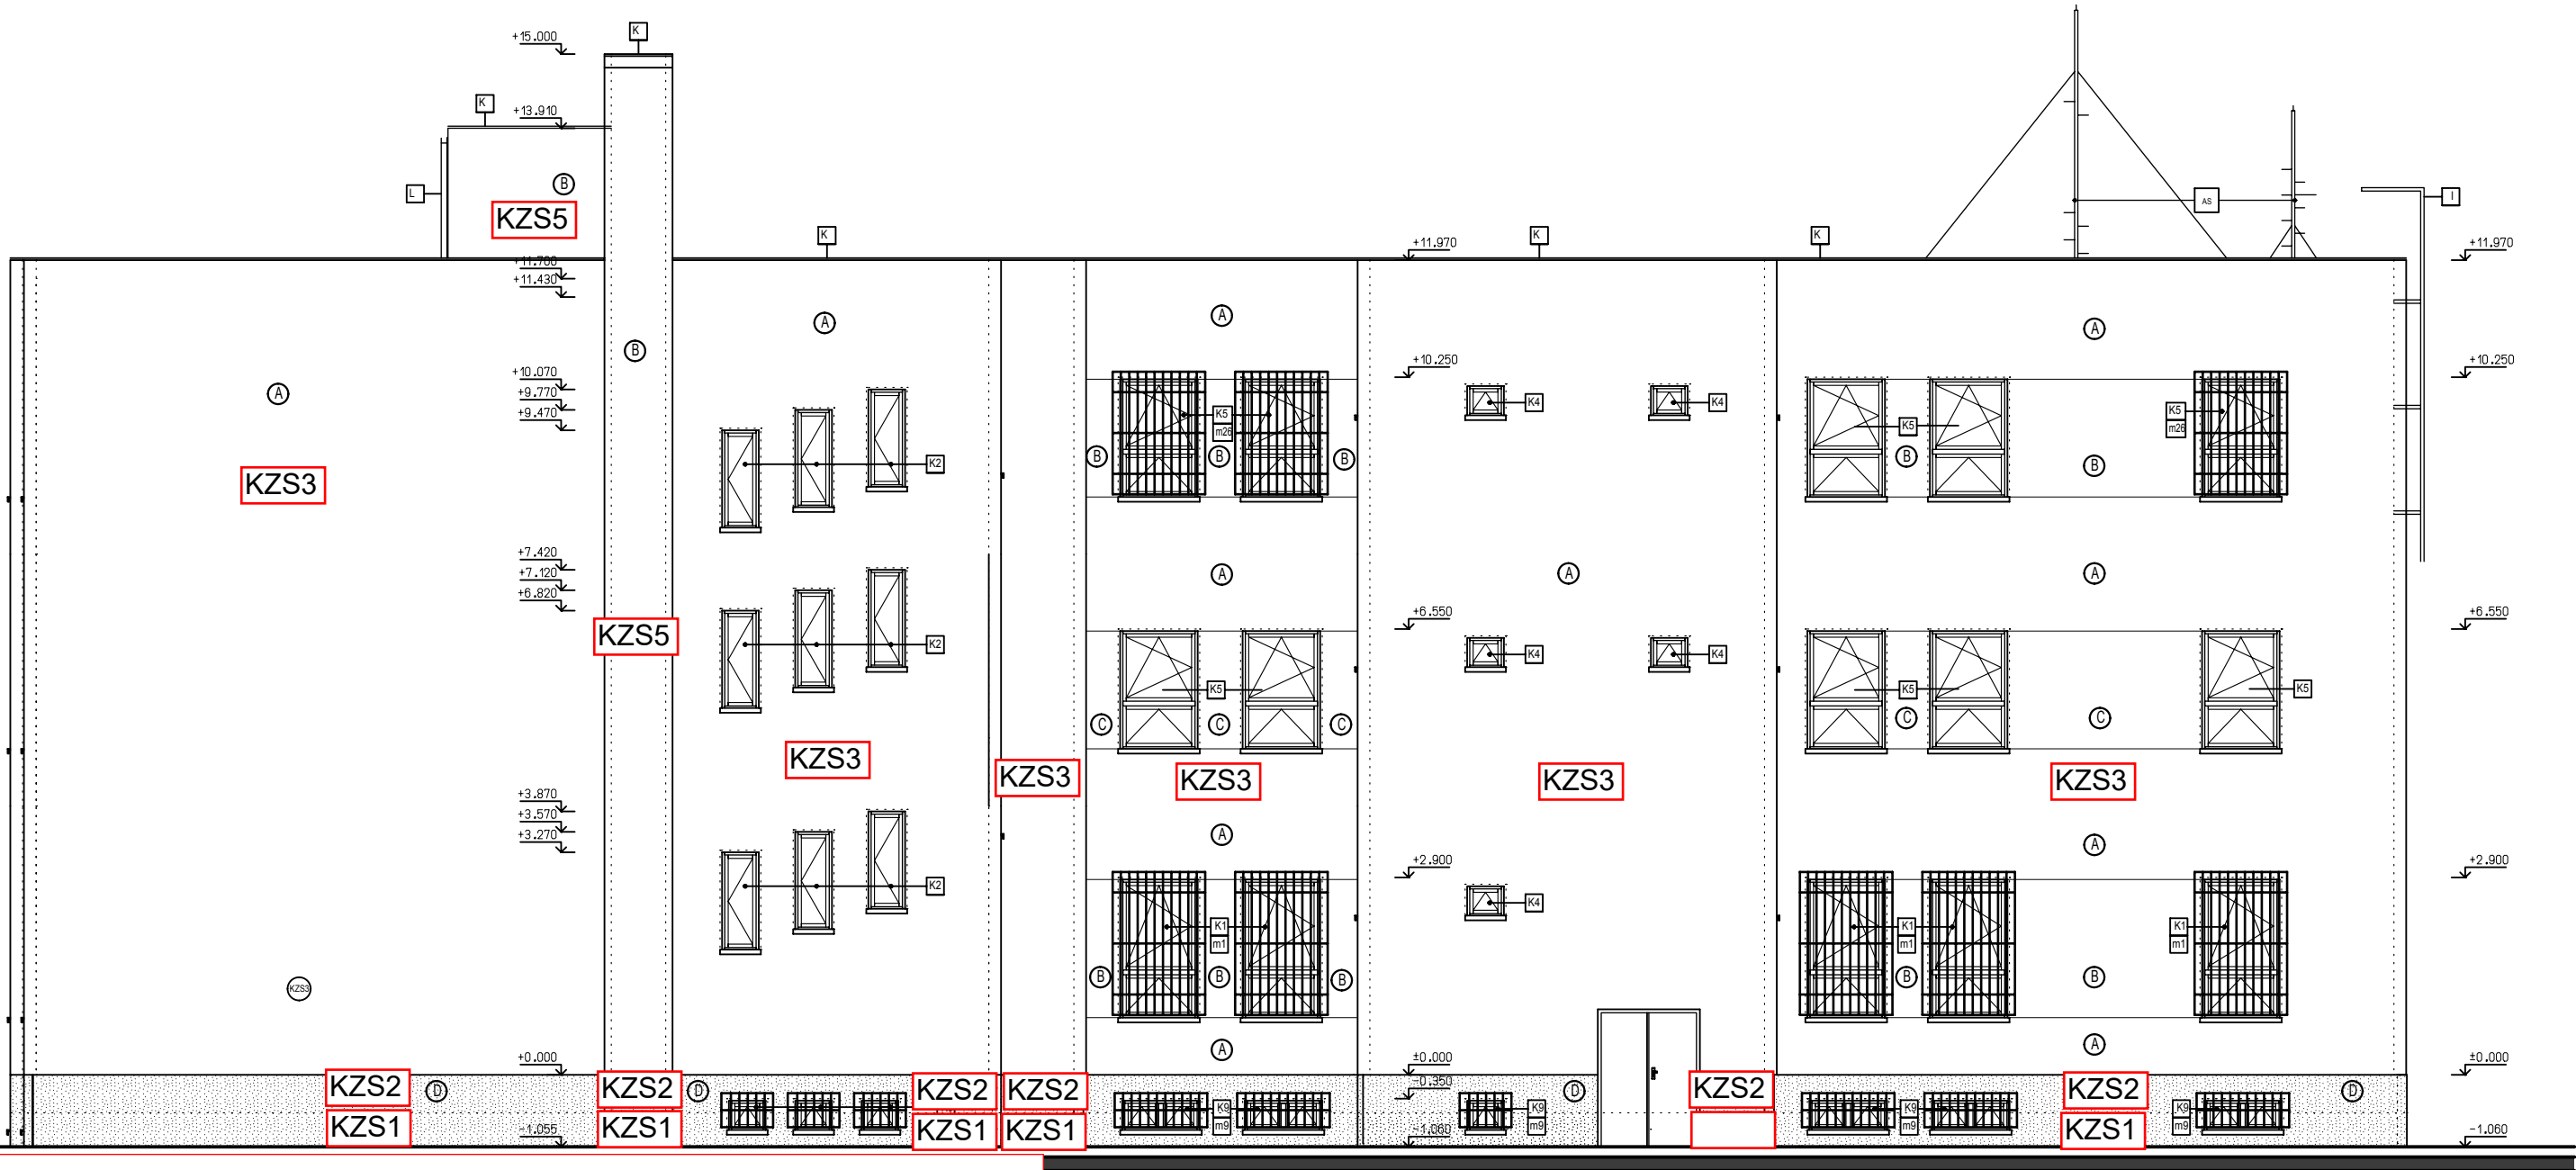 +15.000
K
K
+13.910
B
L
KZS5
AS
I
K
K
K
+11.970
+11.970
+11.700
+11.430
A
A
A
A
B
+10.070
+9.770
+9.470
+10.250
+10.250
A
K4
K4
K5
m26
K5
K5
m26
B
B
B
B
B
K2
KZS3
+7.420
+7.120
+6.820
A
A
A
+6.550
+6.550
KZS5
K2
K4
K4
K5
K5
K5
C
C
C
C
C
KZS3
KZS3
KZS3
KZS3
KZS3
+3.870
+3.570
+3.270
A
A
+2.900
+2.900
K2
K4
K1
m1
K1
m1
K1
m1
B
B
B
B
B
KZS3
A
A
+0.000
±0.000
±0.000
-0.350
KZS2
D
KZS2
D
KZS2
KZS2
D
KZS2
KZS2
D
K9
m9
K9
m9
K9
m9
K9
m9
KZS1
KZS1
KZS1
KZS1
KZS1
-1.055
-1.060
-1.060